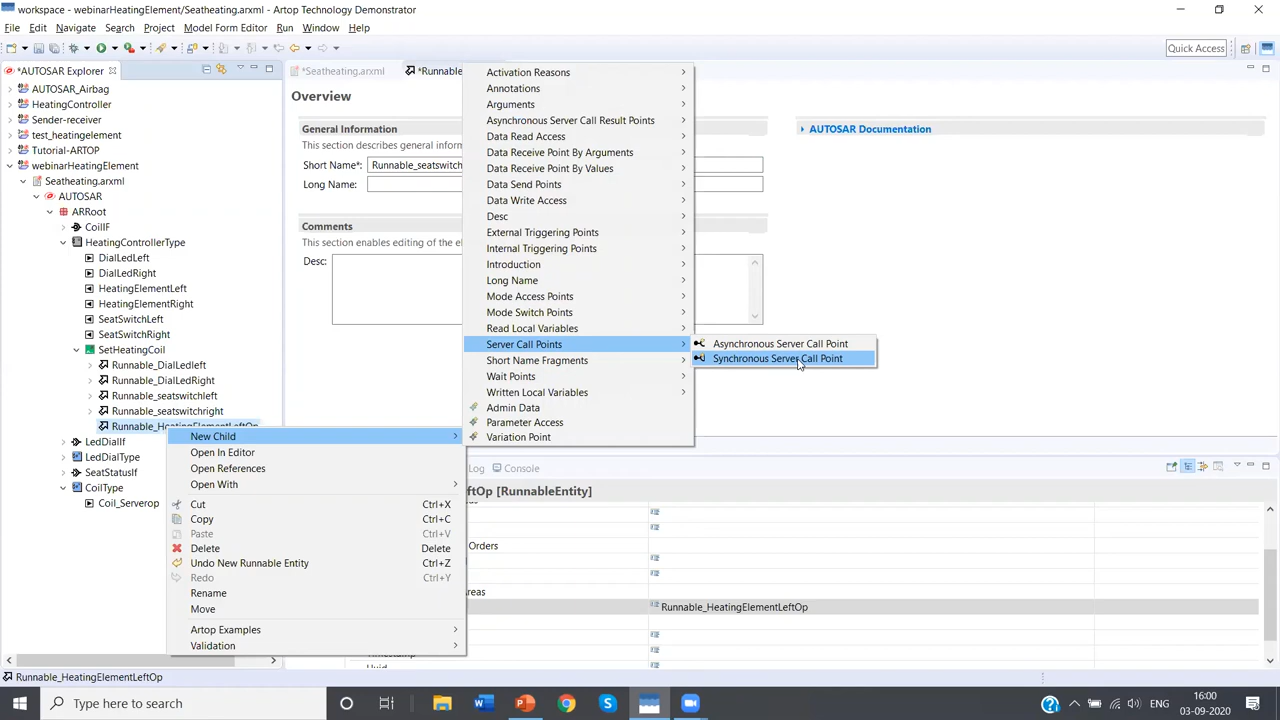 workspace - webinarHeatingElement/Seatheating.arxml - Artop Technology Demonstrator
File Edit Navigate Search Project Model Form Editor Run Window Help
Quick Access
*AUTOSAR Explorer
*Seatheating.arxml
*Runnable
AUTOSAR_Airbag
HeatingController
Sender-receiver
test_heatingelement
Tutorial-ARTOP
webinarHeatingElement
Seatheating.arxml
AUTOSAR
ARRoot
CoilIF
HeatingControllerType
DialLedLeft
DialLedRight
HeatingElementLeft
HeatingElementRight
SeatSwitchLeft
SeatSwitchRight
SetHeatingCoil
Runnable_DialLedleft
Runnable_DialLedRight
Runnable_seatswitchleft
Runnable_seatswitchright
Runnable_HeatingElementLeftOp
LedDialIf
LedDialType
SeatStatusIf
CoilType
Coil_Serverop
Overview
General Information
This section describes general infor
Short Name*: Runnable_seatswitch
Long Name:
Comments
This section enables editing of the el
Desc:
AUTOSAR Documentation
Activation Reasons
Annotations
Arguments
Asynchronous Server Call Result Points
Data Read Access
Data Receive Point By Arguments
Data Receive Point By Values
Data Send Points
Data Write Access
Desc
External Triggering Points
Internal Triggering Points
Introduction
Long Name
Mode Access Points
Mode Switch Points
Read Local Variables
Server Call Points
Short Name Fragments
Wait Points
Written Local Variables
Admin Data
Parameter Access
Variation Point
Asynchronous Server Call Point
Synchronous Server Call Point
New Child
Open In Editor
Open References
Open With
Cut Ctrl+X
Copy Ctrl+C
Paste Ctrl+V
Delete Delete
Undo New Runnable Entity Ctrl+Z
Redo Ctrl+Y
Rename
Move
Artop Examples
Validation
Log Console
LeftOp [RunnableEntity]
Orders
reas
Runnable_HeatingElementLeftOp
Runnable_HeatingElementLeftOp
Type here to search
ENG
16:00
03-09-2020